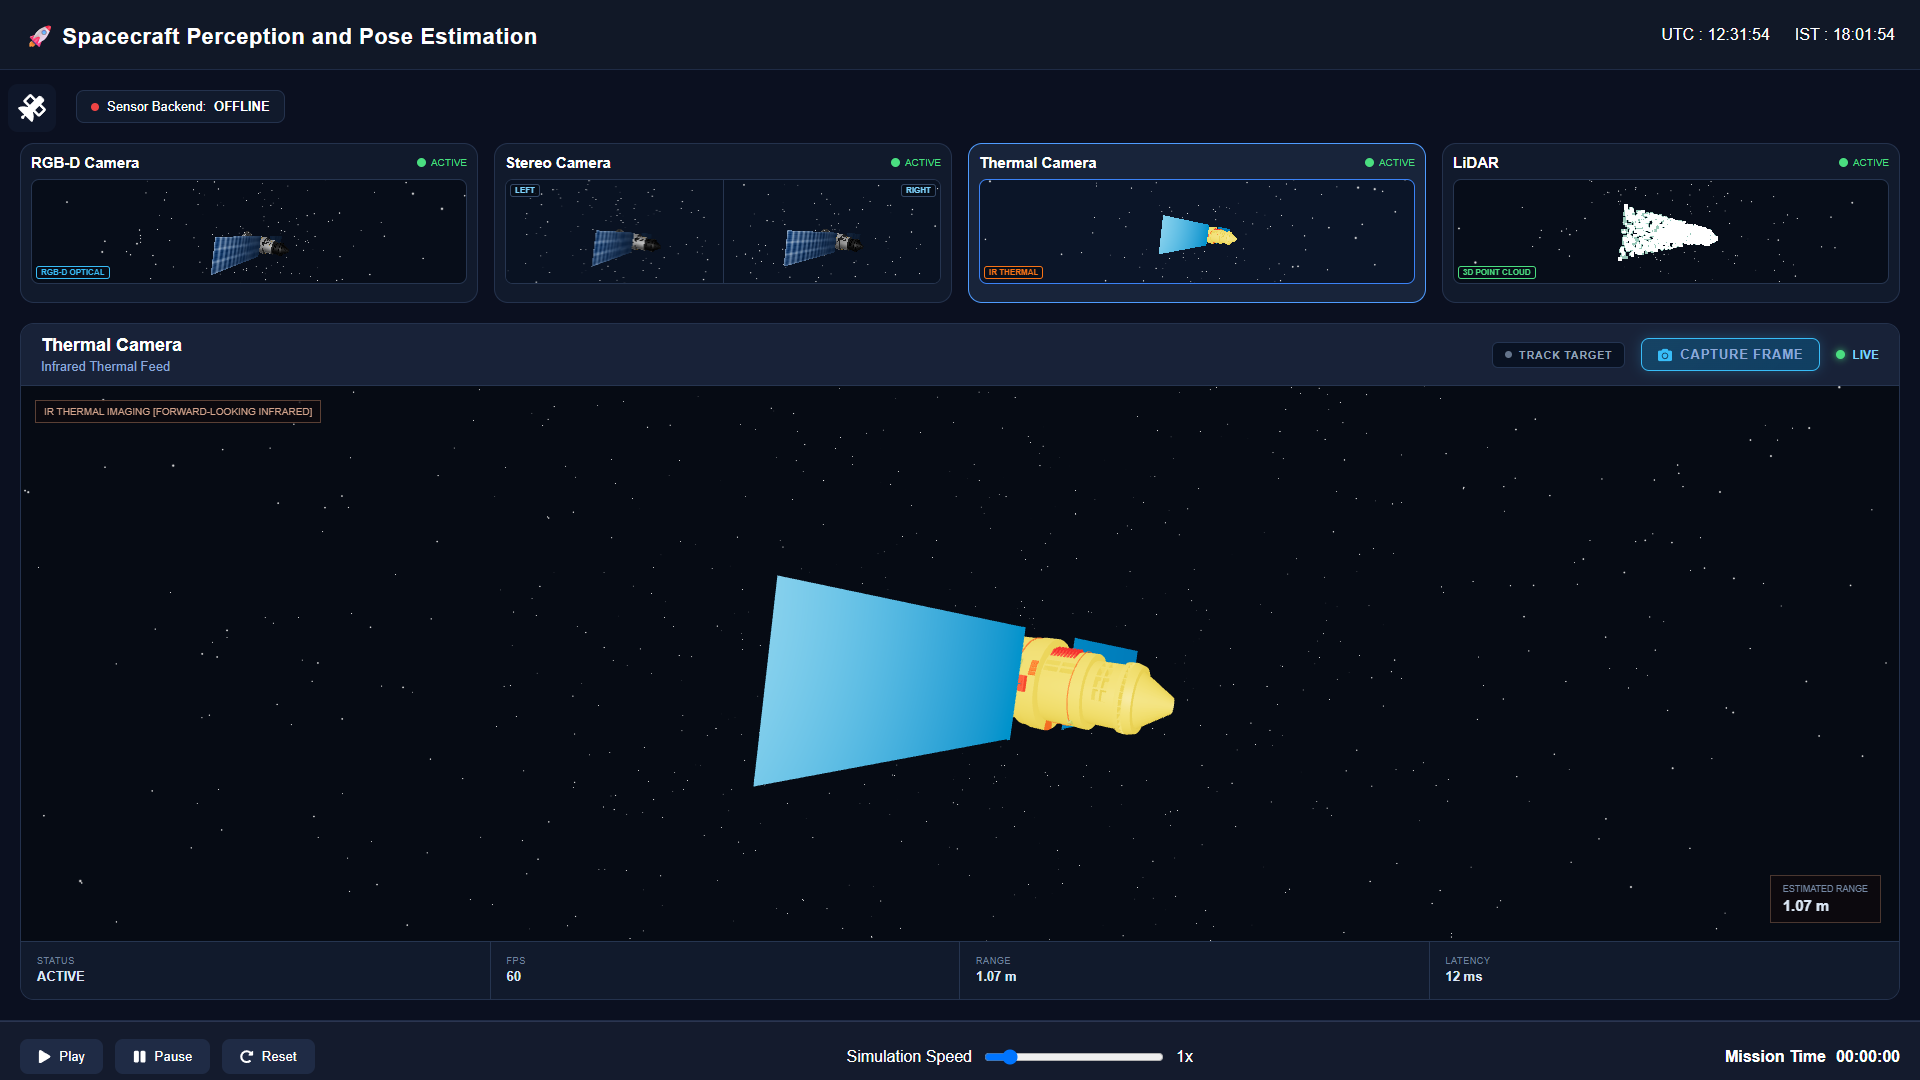 Spacecraft Perception and Pose Estimation
UTC : 12:31:54 IST : 18:01:54
Sensor Backend: OFFLINE
RGB-D Camera ACTIVE
RGB-D OPTICAL
Stereo Camera ACTIVE
LEFT RIGHT
Thermal Camera ACTIVE
IR THERMAL
LiDAR ACTIVE
3D POINT CLOUD
Thermal Camera
Infrared Thermal Feed
TRACK TARGET CAPTURE FRAME LIVE
IR THERMAL IMAGING [FORWARD-LOOKING INFRARED]
ESTIMATED RANGE
1.07 m
STATUS
ACTIVE
FPS
60
RANGE
1.07 m
LATENCY
12 ms
Play Pause Reset
Simulation Speed 1x
Mission Time 00:00:00